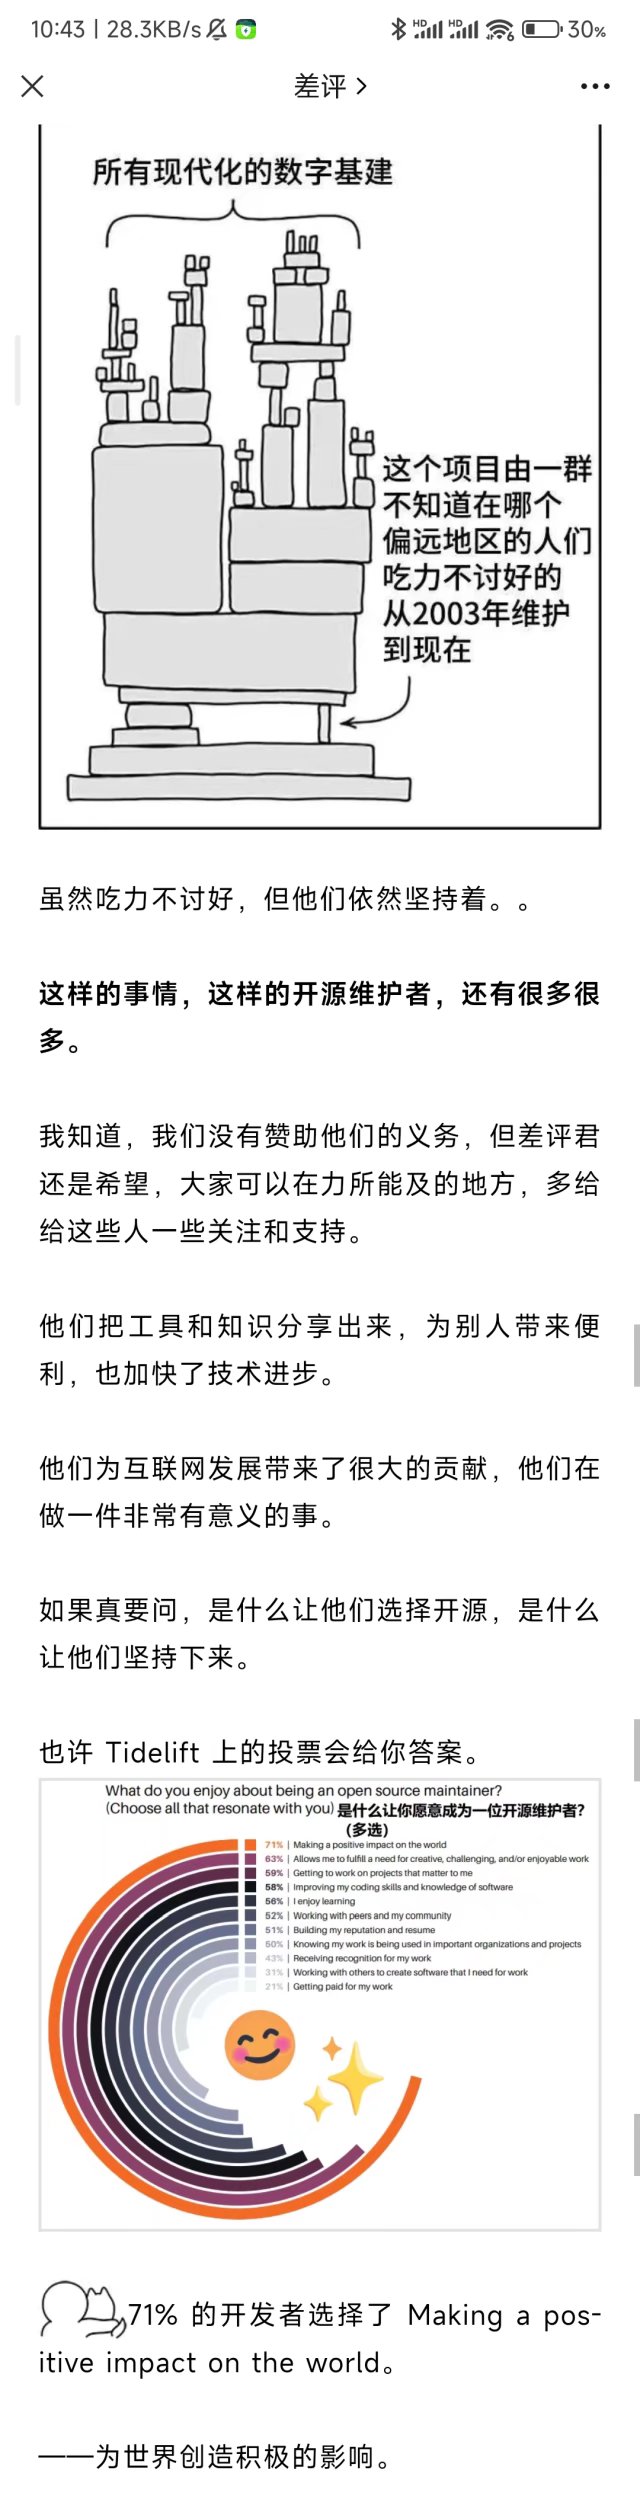 10:43 | 28.3KB/s
HD HD 6 30%
差评
所有现代化的数字基建
这个项目由一群
不知道在哪个
偏远地区的人们
吃力不讨好的
从2003年维护
到现在
虽然吃力不讨好，但他们依然坚持着。。
这样的事情，这样的开源维护者，还有很多很
多。
我知道，我们没有赞助他们的义务，但差评君
还是希望，大家可以在力所能及的地方，多给
给这些人一些关注和支持。
他们把工具和知识分享出来，为别人带来便
利，也加快了技术进步。
他们为互联网发展带来了很大的贡献，他们在
做一件非常有意义的事。
如果真要问，是什么让他们选择开源，是什么
让他们坚持下来。
也许 Tidelift 上的投票会给你答案。
What do you enjoy about being an open source maintainer?
(Choose all that resonate with you) 是什么让你愿意成为一位开源维护者?
(多选)
71% | Making a positive impact on the world
63% | Allows me to fulfill a need for creative, challenging, and/or enjoyable work
59% | Getting to work on projects that matter to me
58% | Improving my coding skills and knowledge of software
56% | I enjoy learning
52% | Working with peers and my community
51% | Building my reputation and resume
50% | Knowing my work is being used in important organizations and projects
43% | Receiving recognition for my work
31% | Working with others to create software that I need for work
21% | Getting paid for my work
71% 的开发者选择了 Making a pos-
itive impact on the world。
——为世界创造积极的影响。